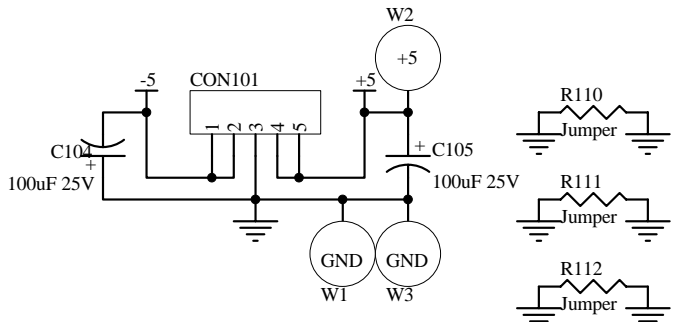 W2
+5
-5
CON101
+5
1 2 3 4 5
C104
+
100uF 25V
+
C105
100uF 25V
GND
W1
GND
W3
R110
Jumper
R111
Jumper
R112
Jumper